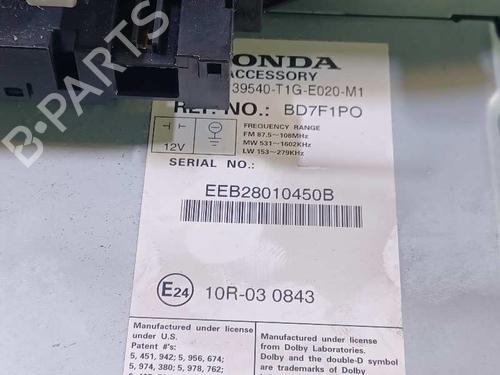 HONDA
ACCESSORY
39540-T1G-E020-M1
REF. NO.: BD7F1PO
12V
FREQUENCY RANGE
FM 87.5~108MHz
MW 531~1602KHz
LW 153~279KHz
SERIAL NO.:
EEB28010450B
E24 10R-03 0843
Manufactured under license
under U.S.
Patent #'s:
5, 451, 942; 5, 956, 674;
5, 974, 380; 5, 978, 762;
Manufactured under license from
Dolby Laboratories.
Dolby and the double-D symbol
are trademarks of Dolby
B-PARTS